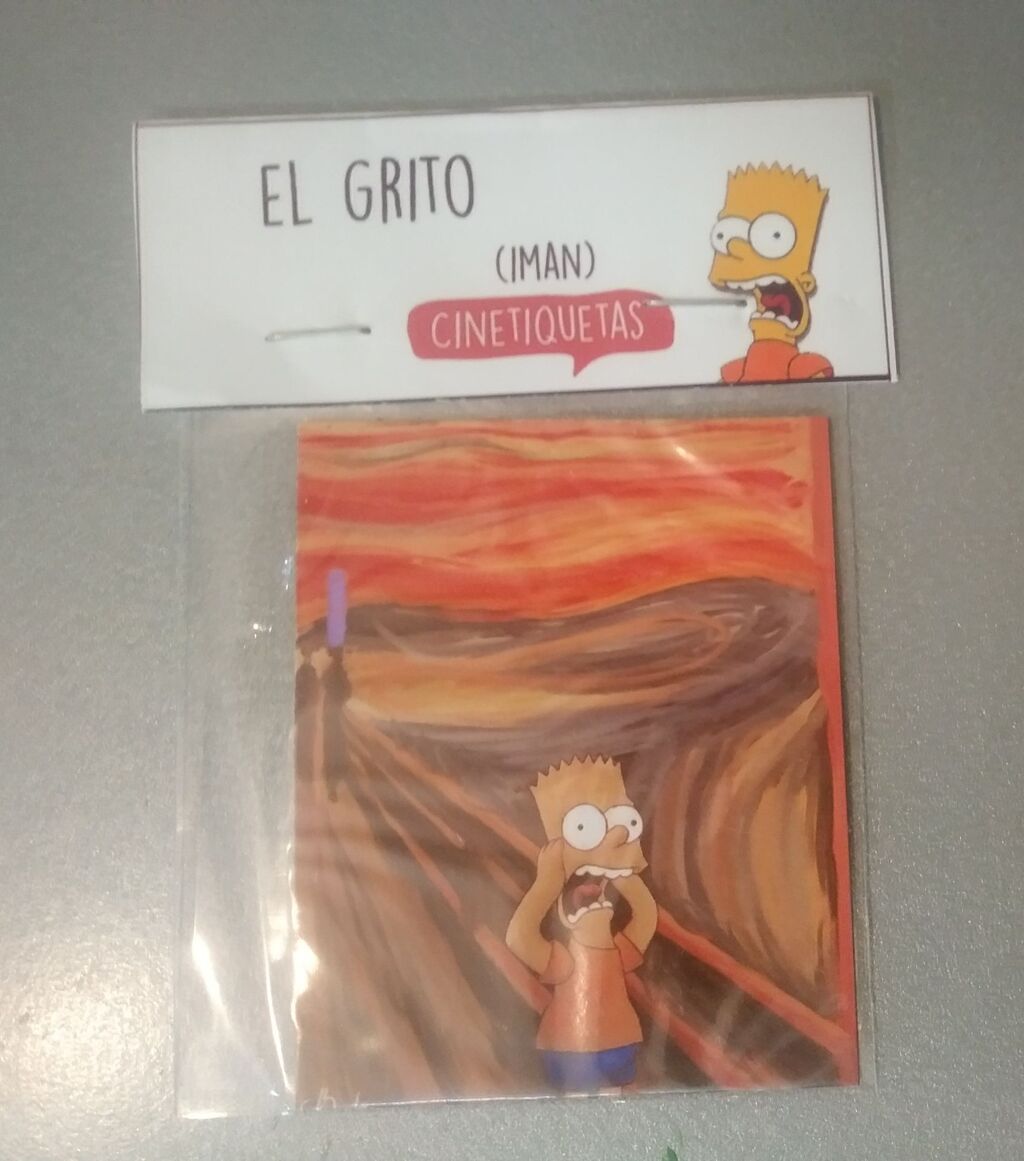 EL GRITO
(IMAN)
CINETIQUETAS